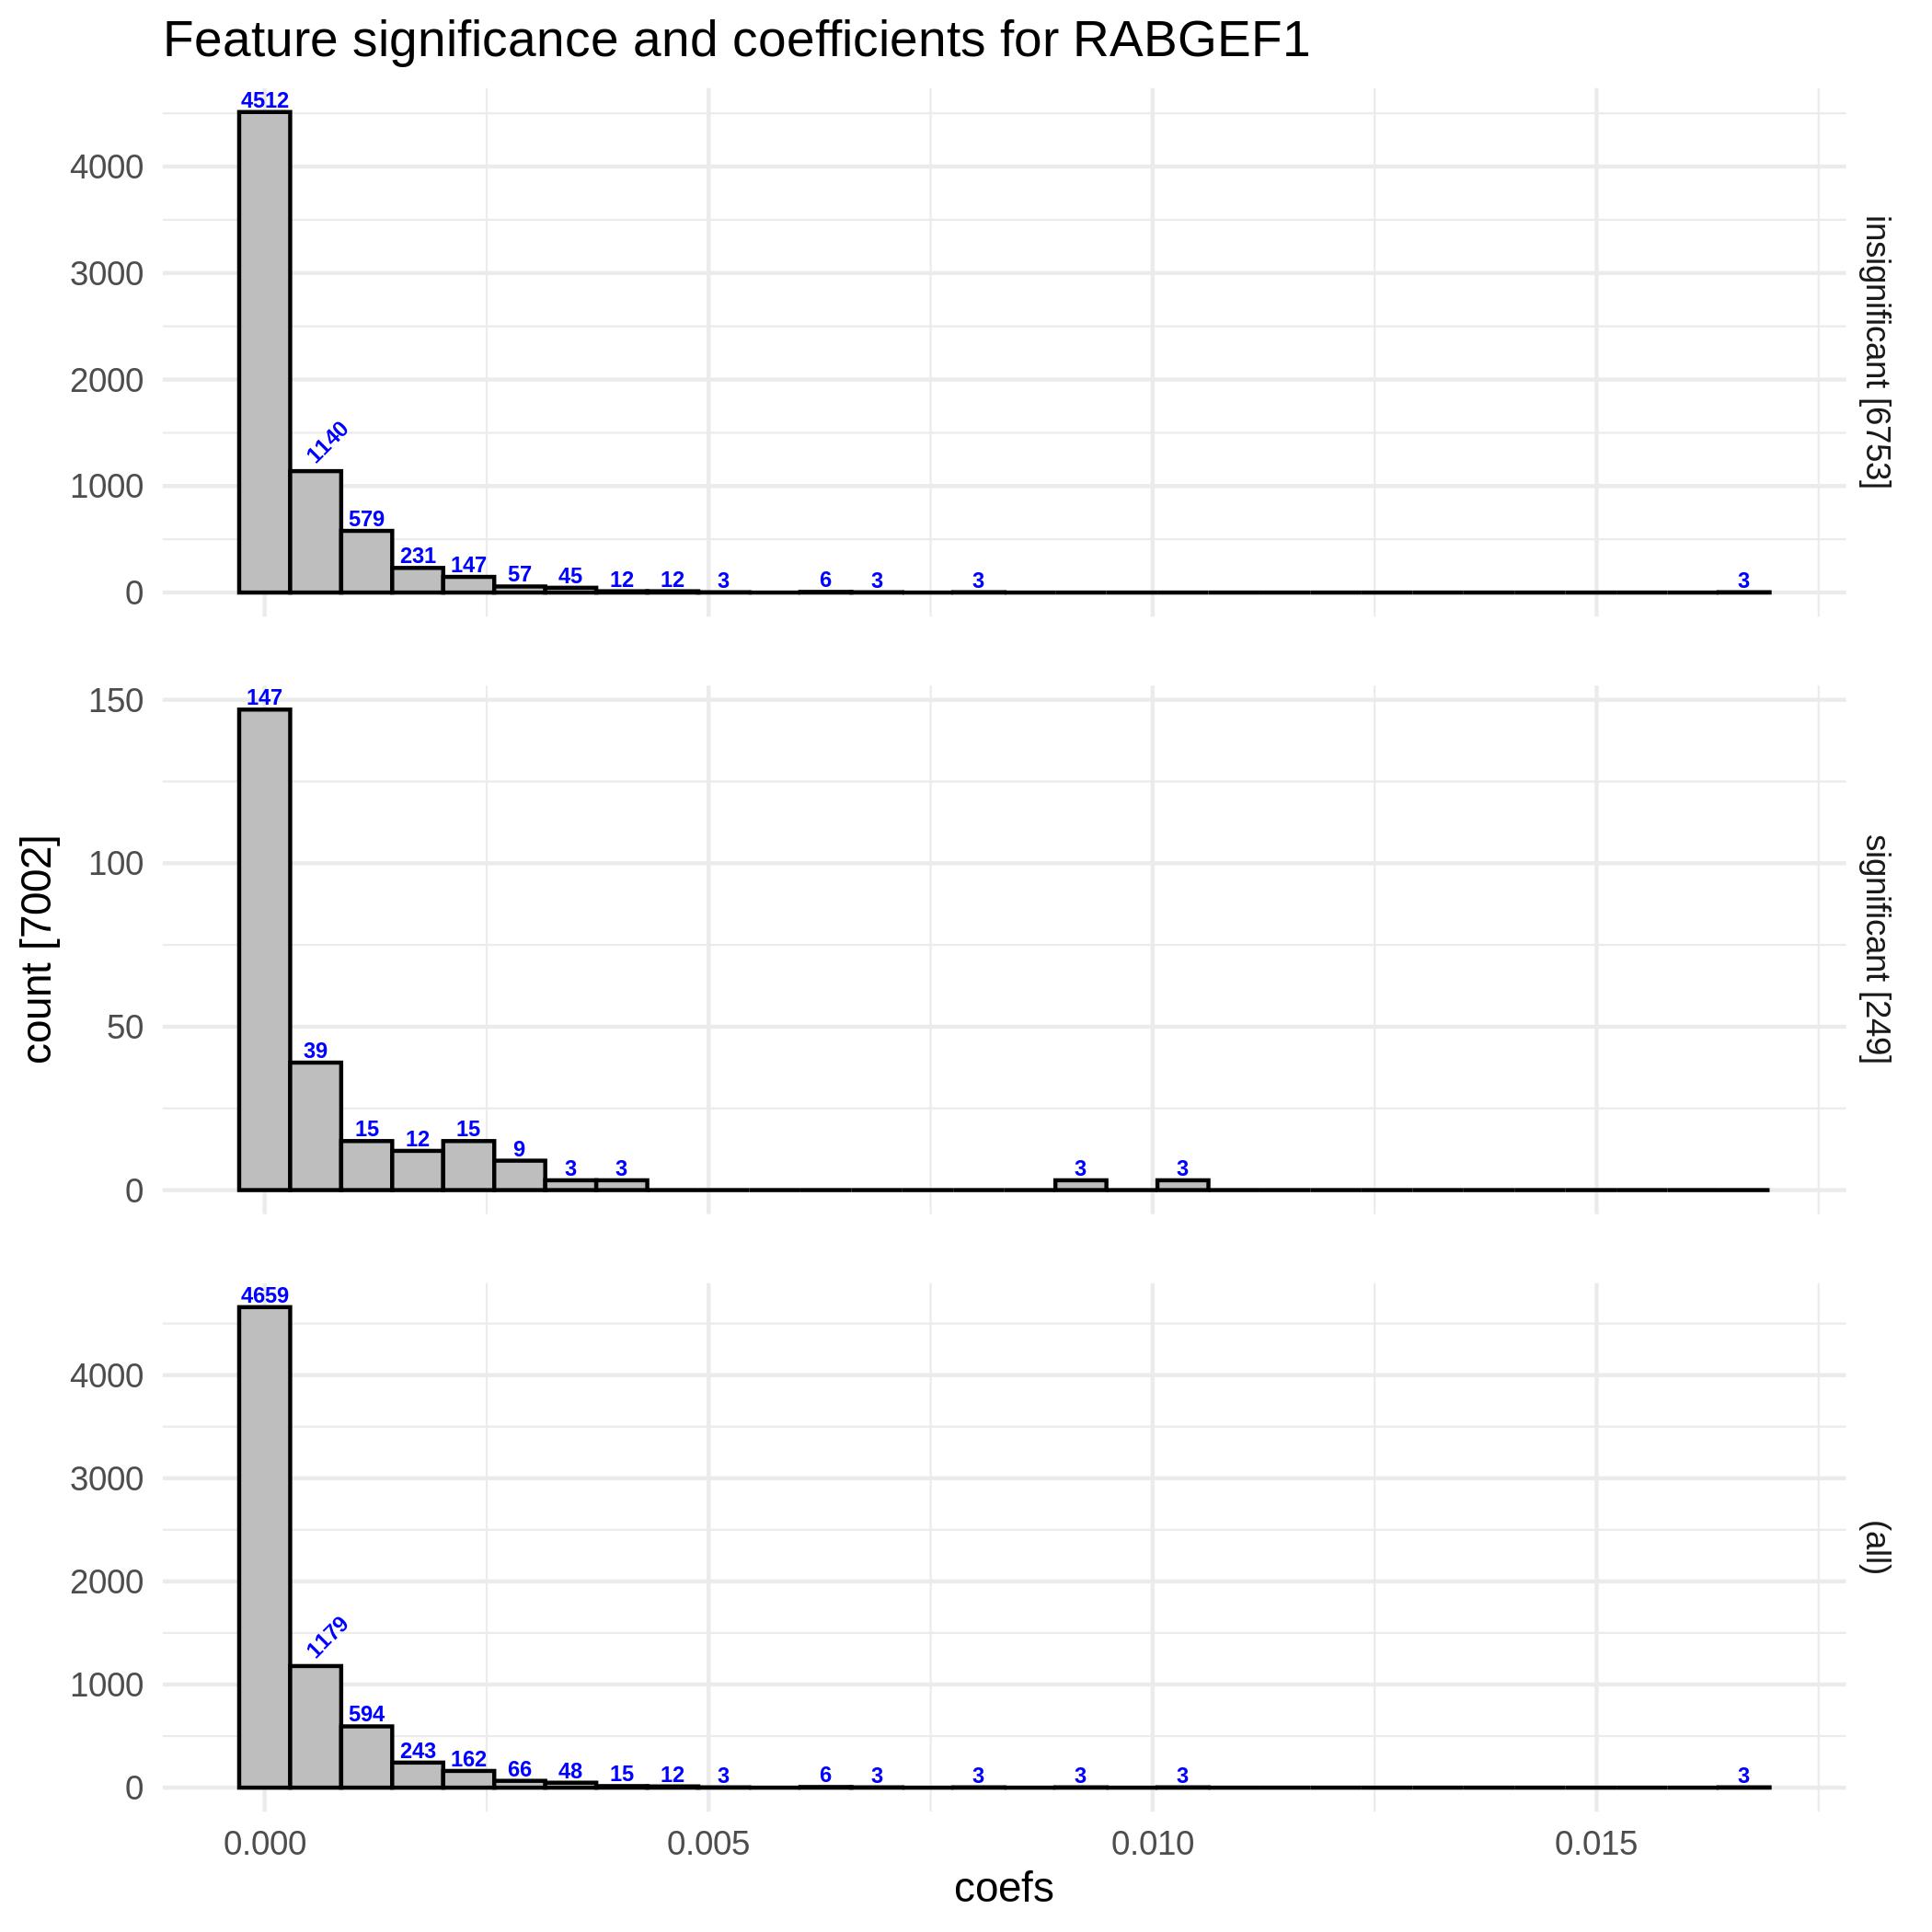 Feature significance and coefficients for RABGEF1
4512
4000
3000
2000
1140
1000
579
231 147 57 45 12 12 3 6 3 3 3
0
insignificant [6753]
147
150
100
50
39
15 12 15 9 3 3 3 3
0
significant [249]
count [7002]
4659
4000
3000
2000
1179
1000
594
243 162 66 48 15 12 3 6 3 3 3 3 3
0
(all)
0.000 0.005 0.010 0.015
coefs